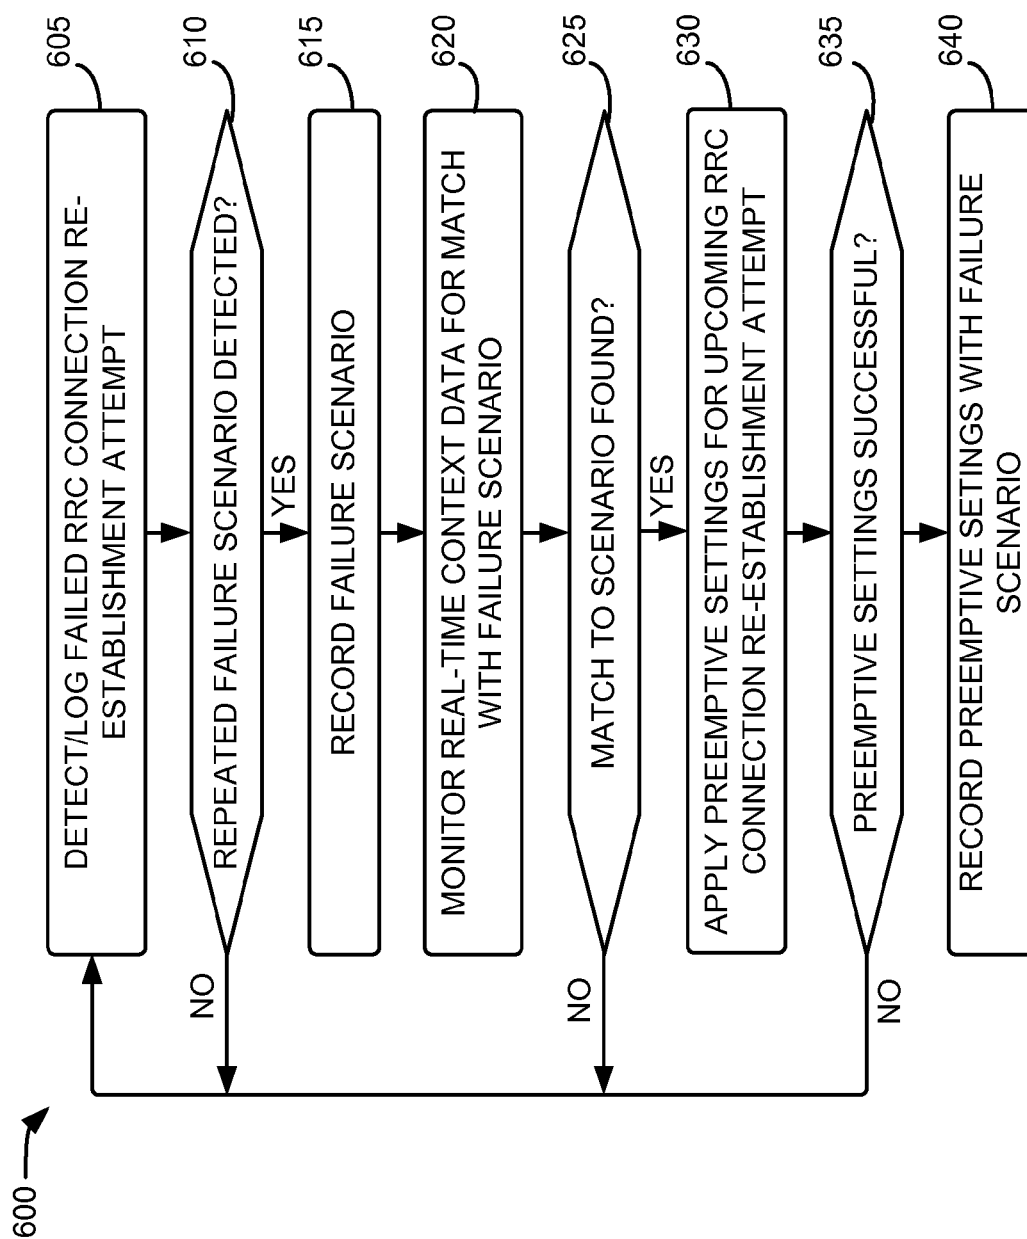 600
605
DETECT/LOG FAILED RRC CONNECTION RE-
ESTABLISHMENT ATTEMPT
610
REPEATED FAILURE SCENARIO DETECTED?
NO
YES
615
RECORD FAILURE SCENARIO
620
MONITOR REAL-TIME CONTEXT DATA FOR MATCH
WITH FAILURE SCENARIO
625
MATCH TO SCENARIO FOUND?
NO
YES
630
APPLY PREEMPTIVE SETTINGS FOR UPCOMING RRC
CONNECTION RE-ESTABLISHMENT ATTEMPT
635
PREEMPTIVE SETTINGS SUCCESSFUL?
NO
640
RECORD PREEMPTIVE SETINGS WITH FAILURE
SCENARIO